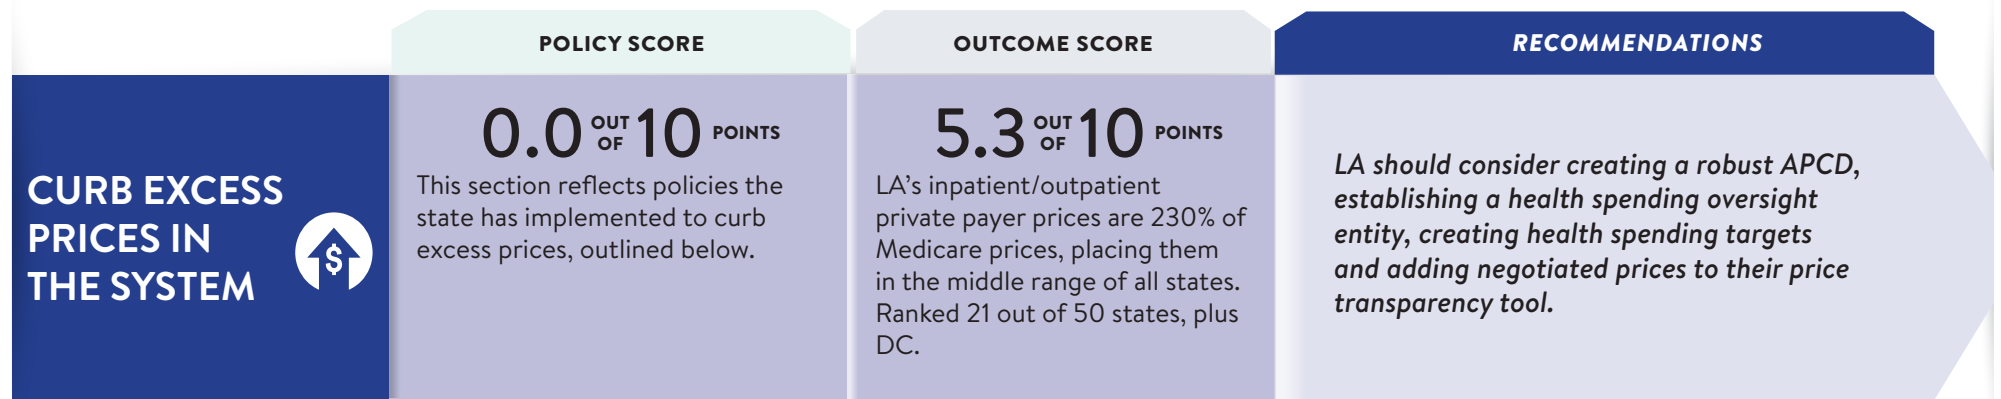 POLICY SCORE
OUTCOME SCORE
RECOMMENDATIONS
CURB EXCESS
PRICES IN
THE SYSTEM
$
0.0 OUT OF 10 POINTS
This section reflects policies the
state has implemented to curb
excess prices, outlined below.
5.3 OUT OF 10 POINTS
LA’s inpatient/outpatient
private payer prices are 230% of
Medicare prices, placing them
in the middle range of all states.
Ranked 21 out of 50 states, plus
DC.
LA should consider creating a robust APCD,
establishing a health spending oversight
entity, creating health spending targets
and adding negotiated prices to their price
transparency tool.